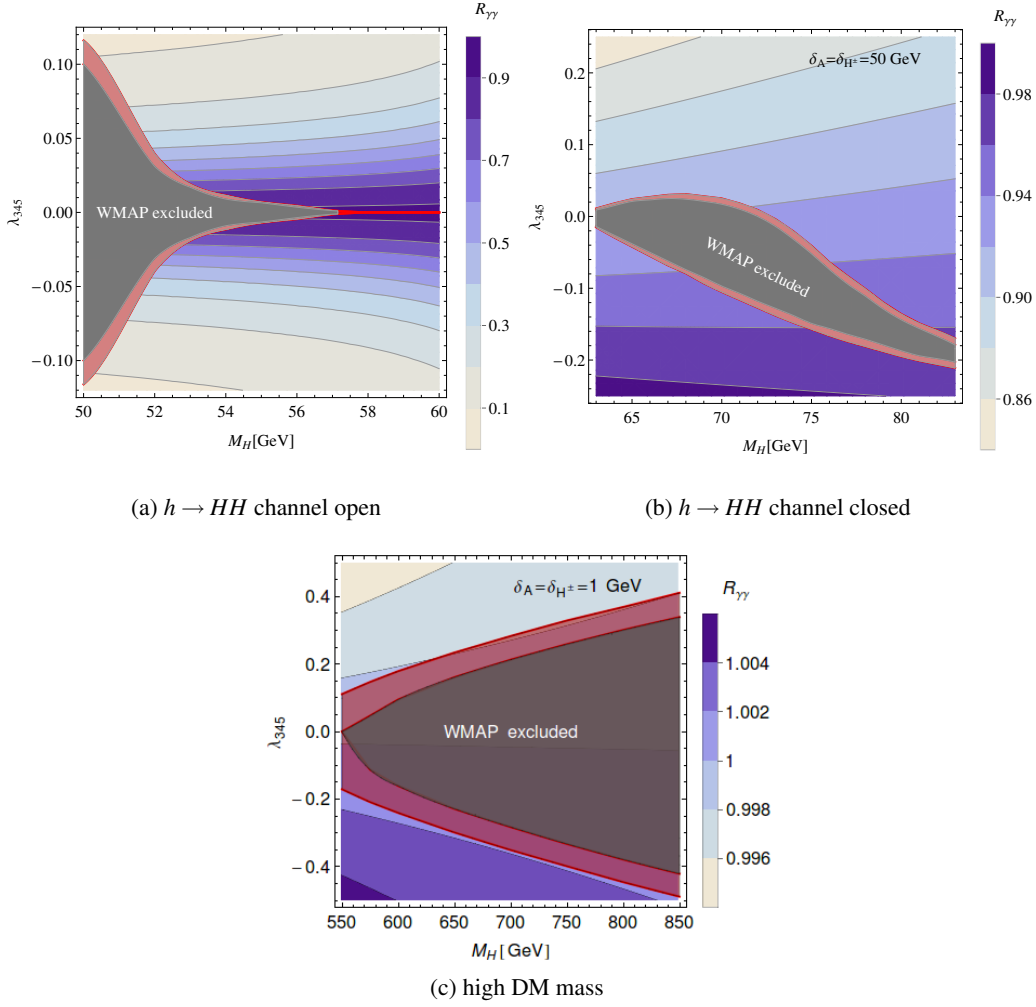 R_γγ
0.10
0.05
0.00
−0.05
−0.10
λ_345
WMAP excluded
50 52 54 56 58 60
M_H[GeV]
0.9
0.7
0.5
0.3
0.1
(a) h → HH channel open
R_γγ
δ_A=δ_H±=50 GeV
0.2
0.1
0.0
−0.1
−0.2
λ_345
WMAP excluded
65 70 75 80
M_H[GeV]
0.98
0.94
0.90
0.86
(b) h → HH channel closed
δ_A=δ_H±=1 GeV
R_γγ
0.4
0.2
0.0
−0.2
−0.4
λ_345
WMAP excluded
550 600 650 700 750 800 850
M_H[GeV]
1.004
1.002
1
0.998
0.996
(c) high DM mass